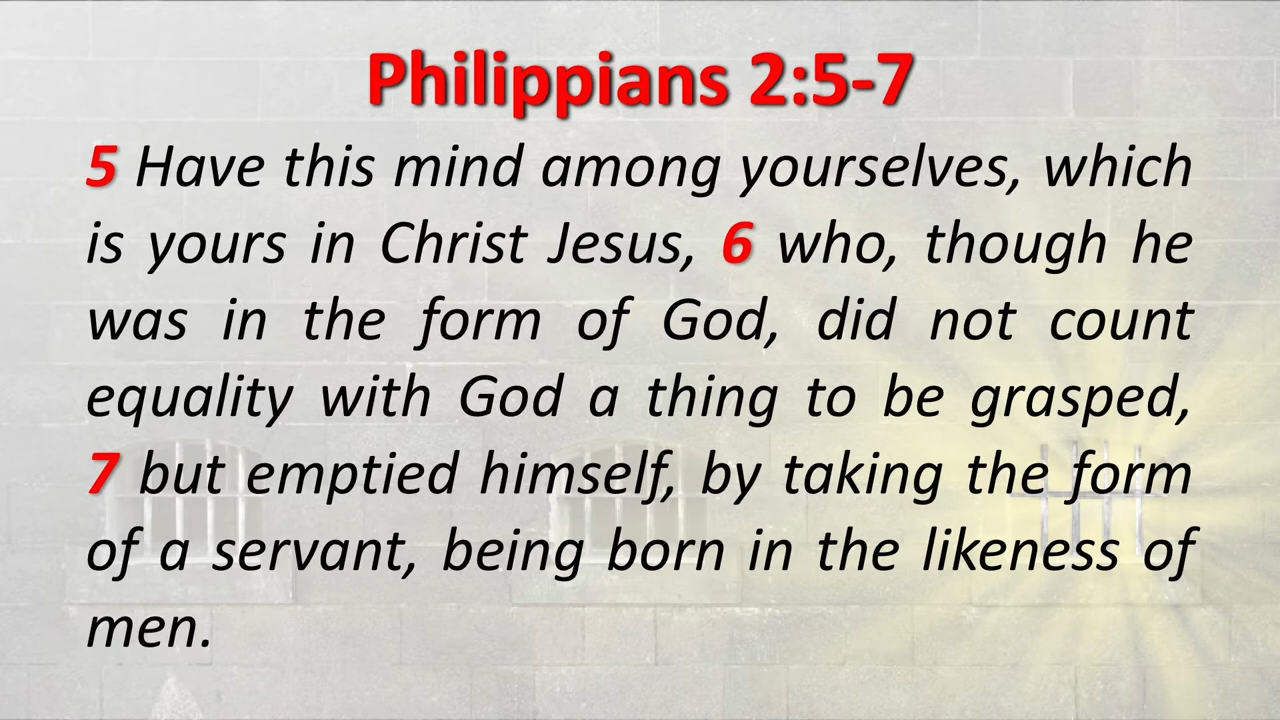 Philippians 2:5-7
5 Have this mind among yourselves, which
is yours in Christ Jesus, 6 who, though he
was in the form of God, did not count
equality with God a thing to be grasped,
7 but emptied himself, by taking the form
of a servant, being born in the likeness of
men.